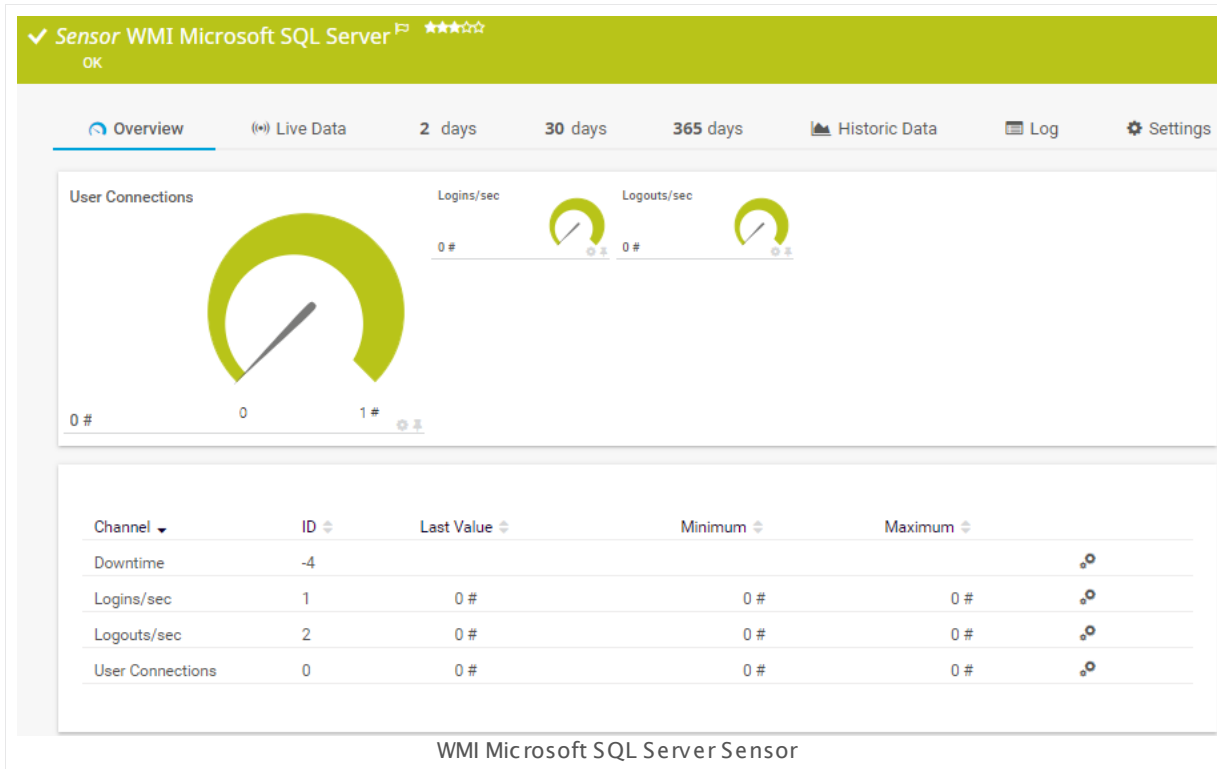 Sensor WMI Microsoft SQL Server
OK
Overview Live Data 2 days 30 days 365 days Historic Data Log Settings
User Connections
0 #
0 1 #
Logins/sec
0 #
Logouts/sec
0 #
Channel ID Last Value Minimum Maximum
Downtime -4
Logins/sec 1 0 # 0 # 0 #
Logouts/sec 2 0 # 0 # 0 #
User Connections 0 0 # 0 # 0 #
WMI Microsoft SQL Server Sensor